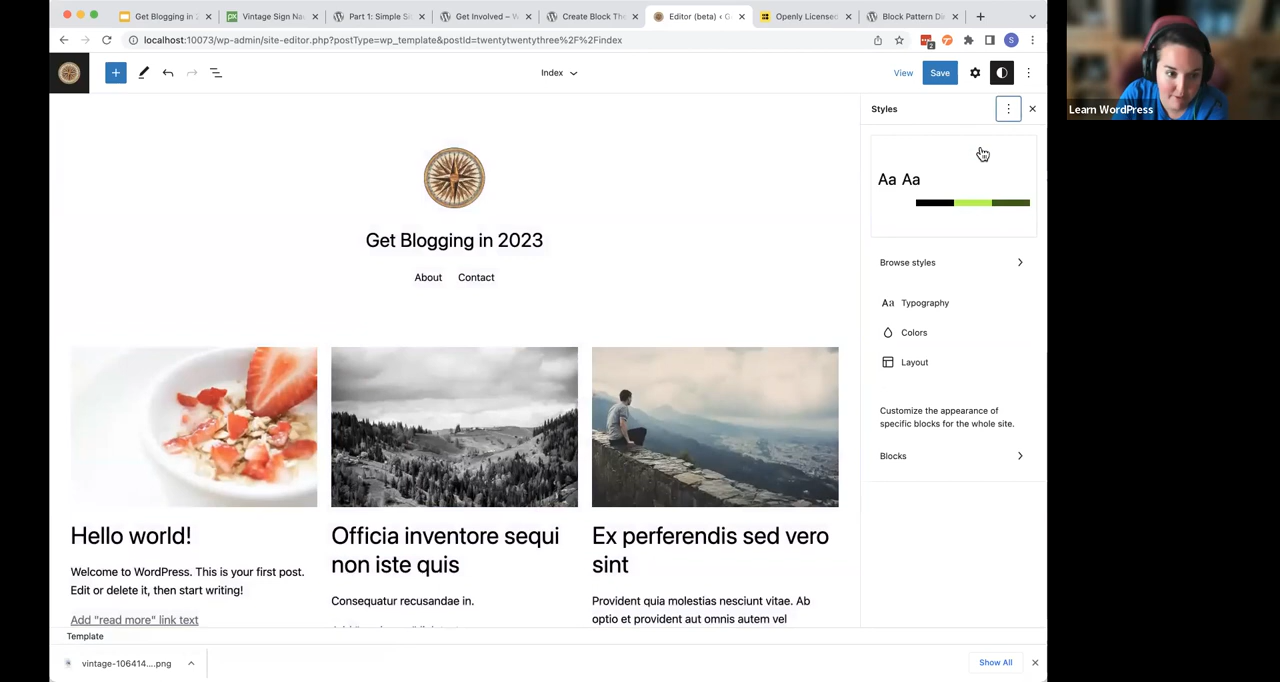 Get Blogging in 2
Vintage Sign Na
Part 1: Simple S
Get Involved – W
Create Block The
Editor (beta) ‹ G
Openly Licensed
Block Pattern Di
localhost:10073/wp-admin/site-editor.php?postType=wp_template&postId=twentytwentythree%2F%2Findex
2
S
Learn WordPress
Index
View
Save
Styles
Aa Aa
Get Blogging in 2023
About
Contact
Browse styles
Aa Typography
Colors
Layout
Customize the appearance of
specific blocks for the whole site.
Blocks
Hello world!
Welcome to WordPress. This is your first post.
Edit or delete it, then start writing!
Add "read more" link text
Officia inventore sequi
non iste quis
Consequatur recusandae in.
Ex perferendis sed vero
sint
Provident quia molestias nesciunt vitae. Ab
optio et provident aut omnis autem vel
Template
vintage-106414....png
Show All